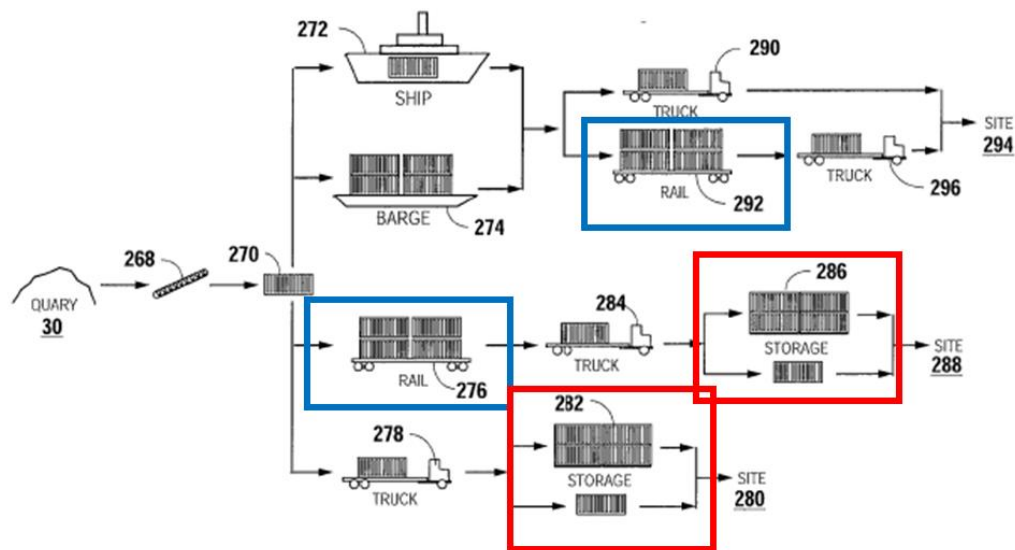 272
SHIP
290
TRUCK
SITE
294
RAIL
292
TRUCK
296
BARGE
274
QUARY
30
268
270
RAIL
276
284
TRUCK
286
STORAGE
SITE
288
278
TRUCK
282
STORAGE
SITE
280